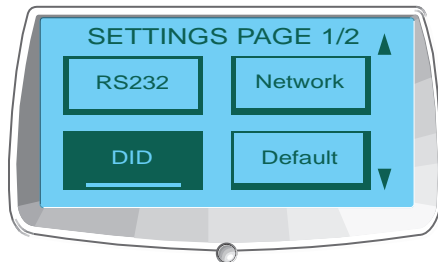 SETTINGS PAGE 1/2
RS232
Network
DID
Default